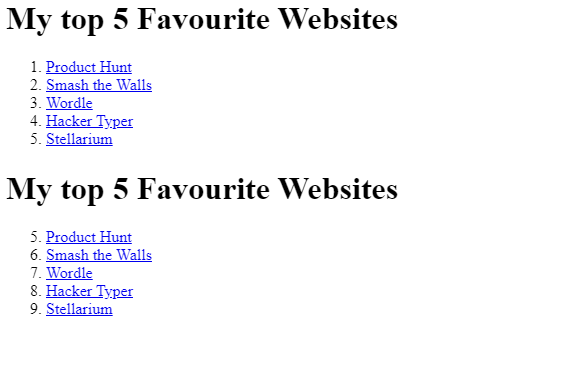 My top 5 Favourite Websites
1. Product Hunt
2. Smash the Walls
3. Wordle
4. Hacker Typer
5. Stellarium
My top 5 Favourite Websites
5. Product Hunt
6. Smash the Walls
7. Wordle
8. Hacker Typer
9. Stellarium